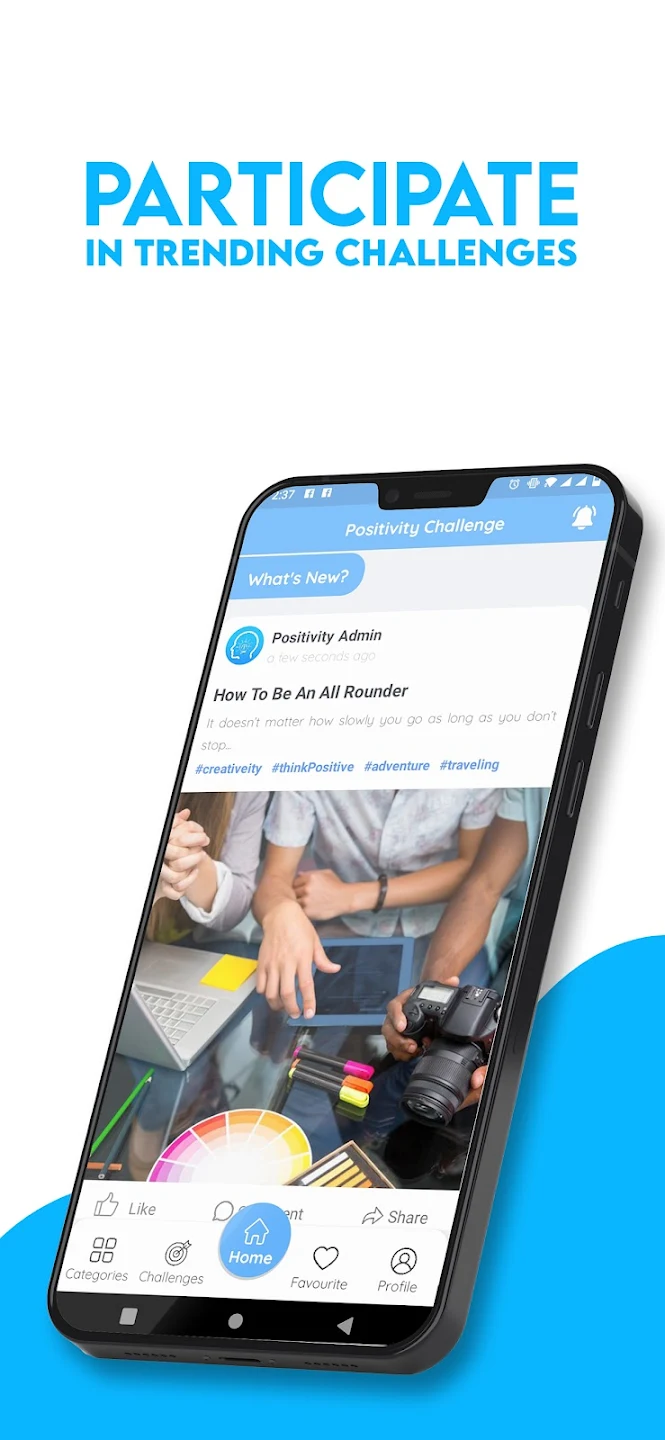 PARTICIPATE
IN TRENDING CHALLENGES
2:37
Positivity Challenge
What's New?
Positivity Admin
a few seconds ago
How To Be An All Rounder
It doesn't matter how slowly you go as long as you don't
stop...
#creativeity #thinkPositive #adventure #traveling
Like
Share
Categories
Challenges
Home
Favourite
Profile